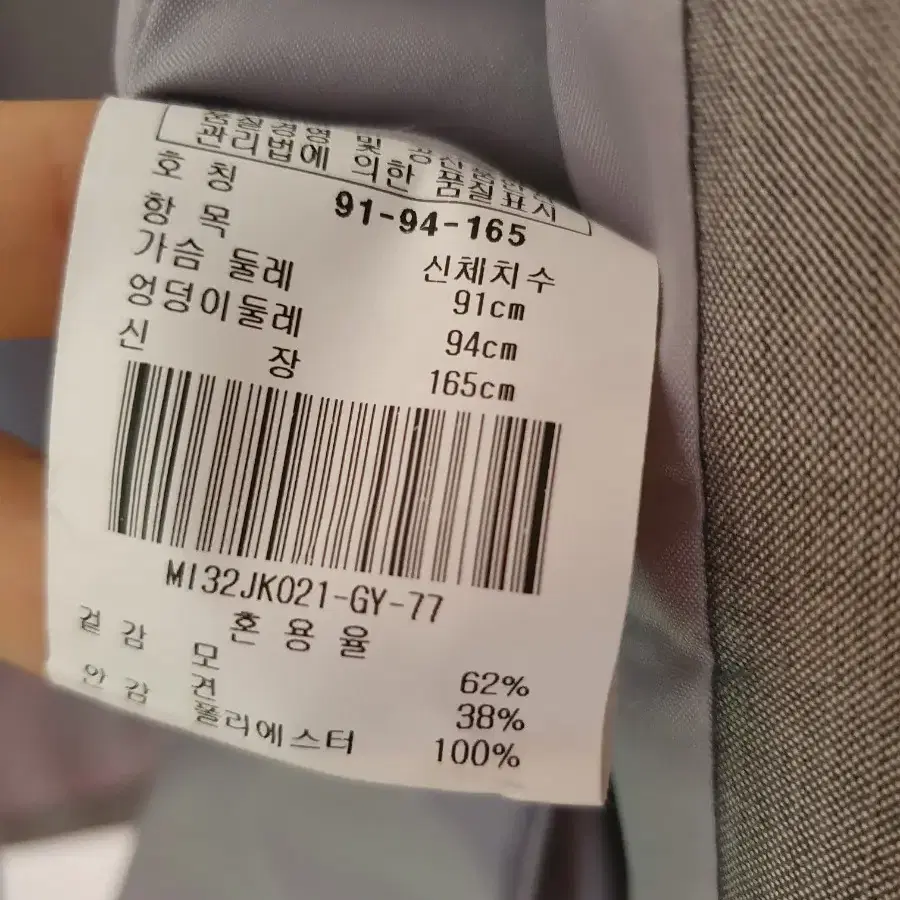 관리법에 의한 품질표시
호 칭 91-94-165
항 목 신체치수
가슴 둘레 91cm
엉덩이둘레 94cm
신 장 165cm
MI32JK021-GY-77
혼 용 율
겉 감 모 62%
견 38%
안 감 폴리에스터 100%